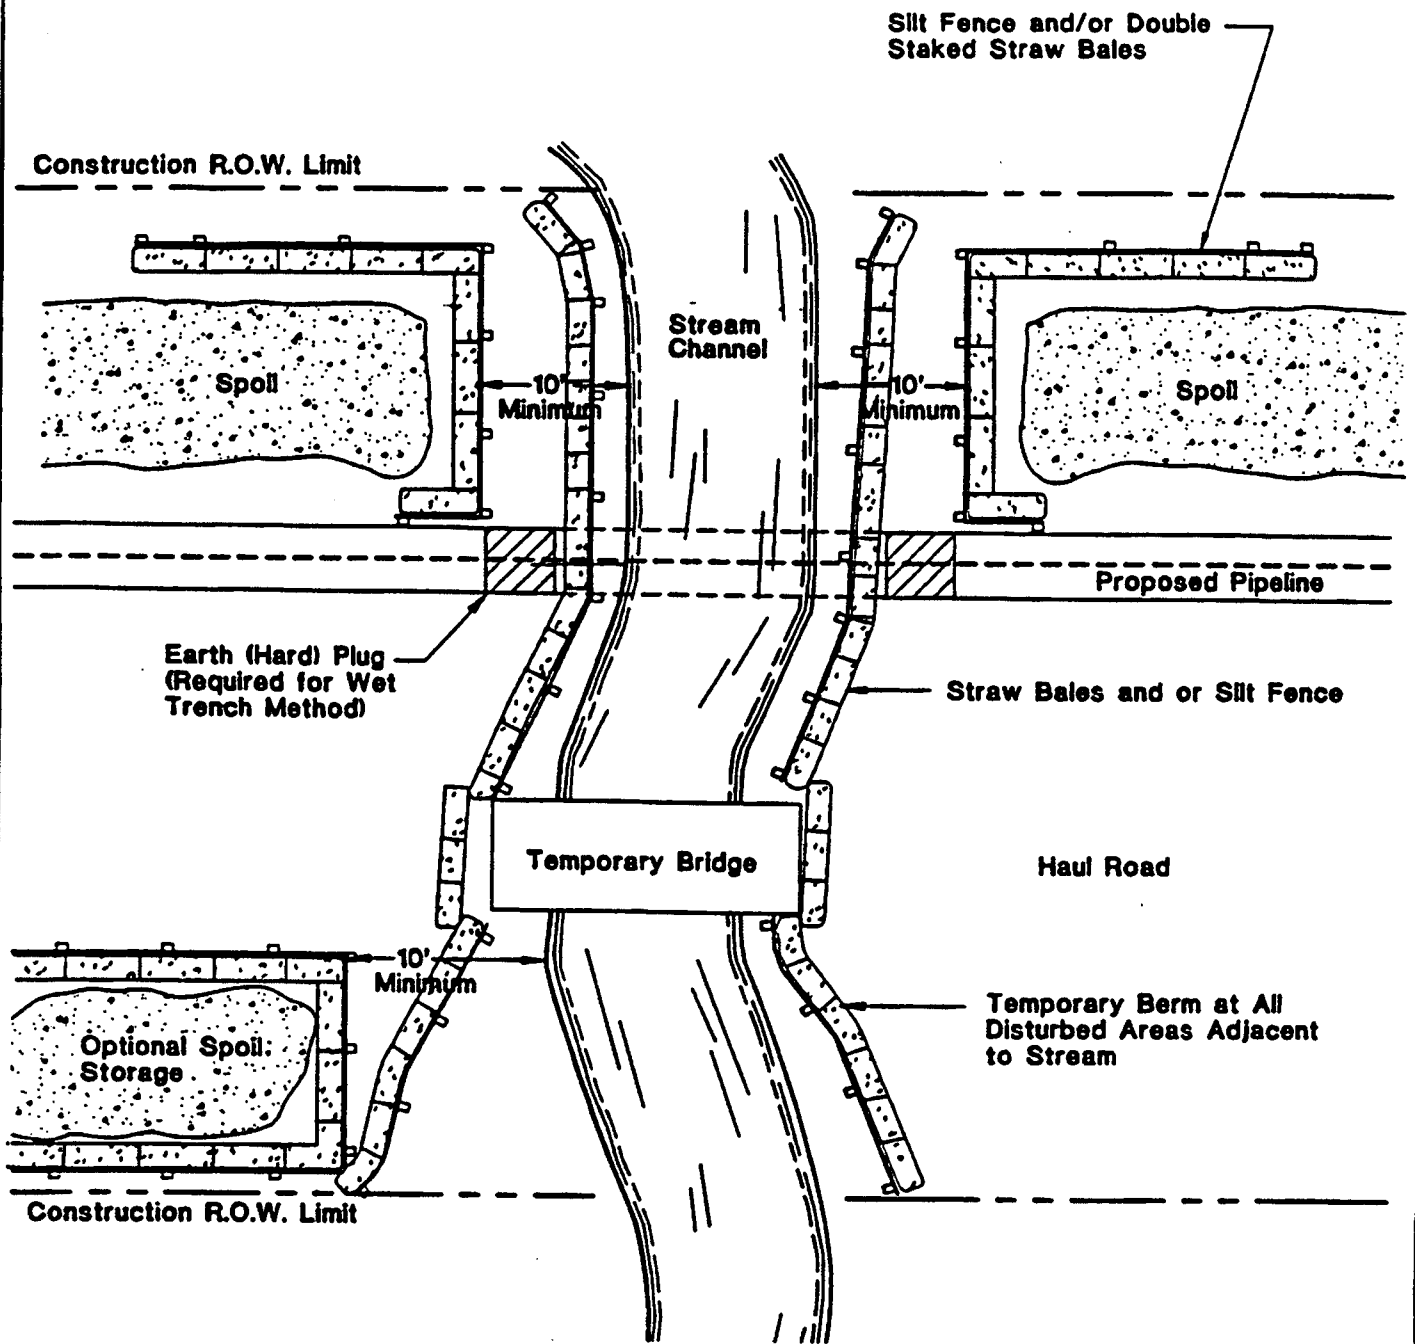 Silt Fence and/or Double
Staked Straw Bales
Construction R.O.W. Limit
Stream
Channel
Spoil
10'
Minimum
10'
Minimum
Spoil
Proposed Pipeline
Earth (Hard) Plug
(Required for Wet
Trench Method)
Straw Bales and or Silt Fence
Temporary Bridge
Haul Road
10'
Minimum
Optional Spoil
Storage
Temporary Berm at All
Disturbed Areas Adjacent
to Stream
Construction R.O.W. Limit